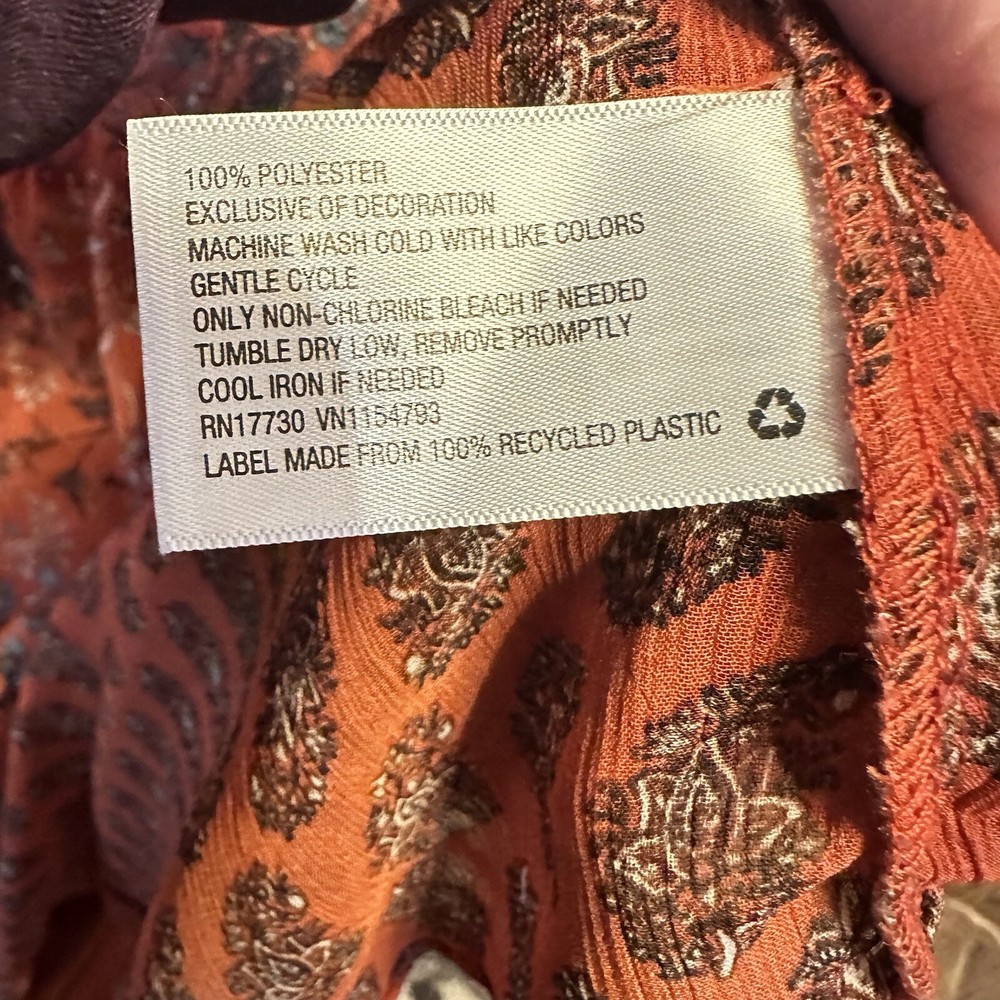 100% POLYESTER
EXCLUSIVE OF DECORATION
MACHINE WASH COLD WITH LIKE COLORS
GENTLE CYCLE
ONLY NON-CHLORINE BLEACH IF NEEDED
TUMBLE DRY LOW, REMOVE PROMPTLY
COOL IRON IF NEEDED
RN17730 VN1154793
LABEL MADE FROM 100% RECYCLED PLASTIC